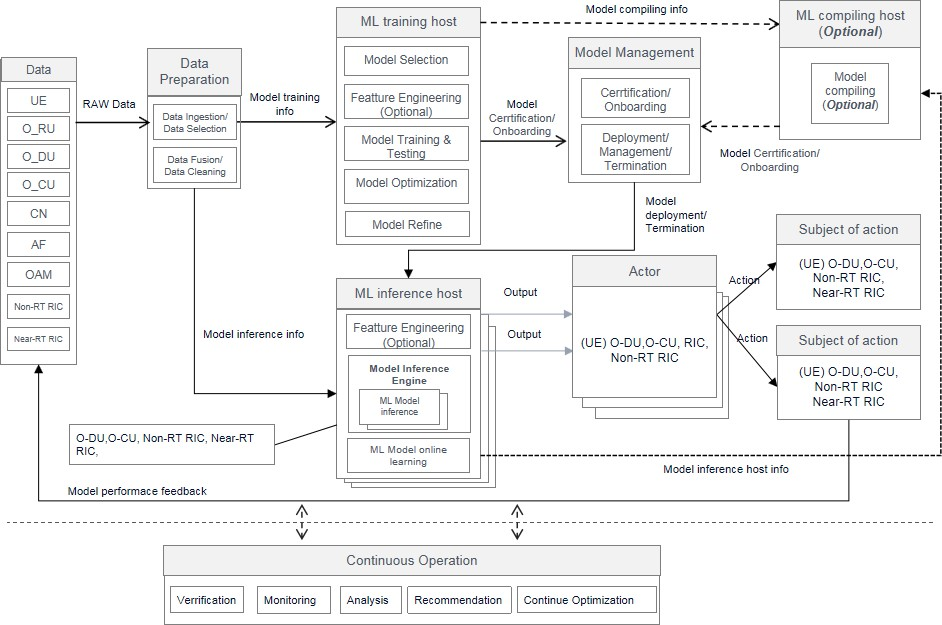 Data
UE
O_RU
O_DU
O_CU
CN
AF
OAM
Non-RT RIC
Near-RT RIC
RAW Data
Data
Preparation
Data Ingestion/
Data Selection
Data Fusion/
Data Cleaning
Model training
info
ML training host
Model Selection
Featture Engineering
(Optional)
Model Training &
Testing
Model Optimization
Model Refine
Model compiling info
Model
Certification/
Onboarding
Model Management
Cerrtification/
Onboarding
Deployment/
Management/
Termination
ML compiling host
(Optional)
Model
compiling
(Optional)
Model Cerrtification/
Onboarding
Model
deployment/
Termination
Model inference info
ML inference host
Featture Engineering
(Optional)
Model Inference
Engine
ML Model
inference
ML Model online
learning
O-DU,O-CU, Non-RT RIC, Near-RT
RIC,
Output
Output
Actor
(UE) O-DU,O-CU, RIC,
Non-RT RIC
Action
Action
Subject of action
(UE) O-DU,O-CU,
Non-RT RIC,
Near-RT RIC
Subject of action
(UE) O-DU,O-CU,
Non-RT RIC
Near-RT RIC
Model inference host info
Model performace feedback
Continuous Operation
Verrification
Monitoring
Analysis
Recommendation
Continue Optimization